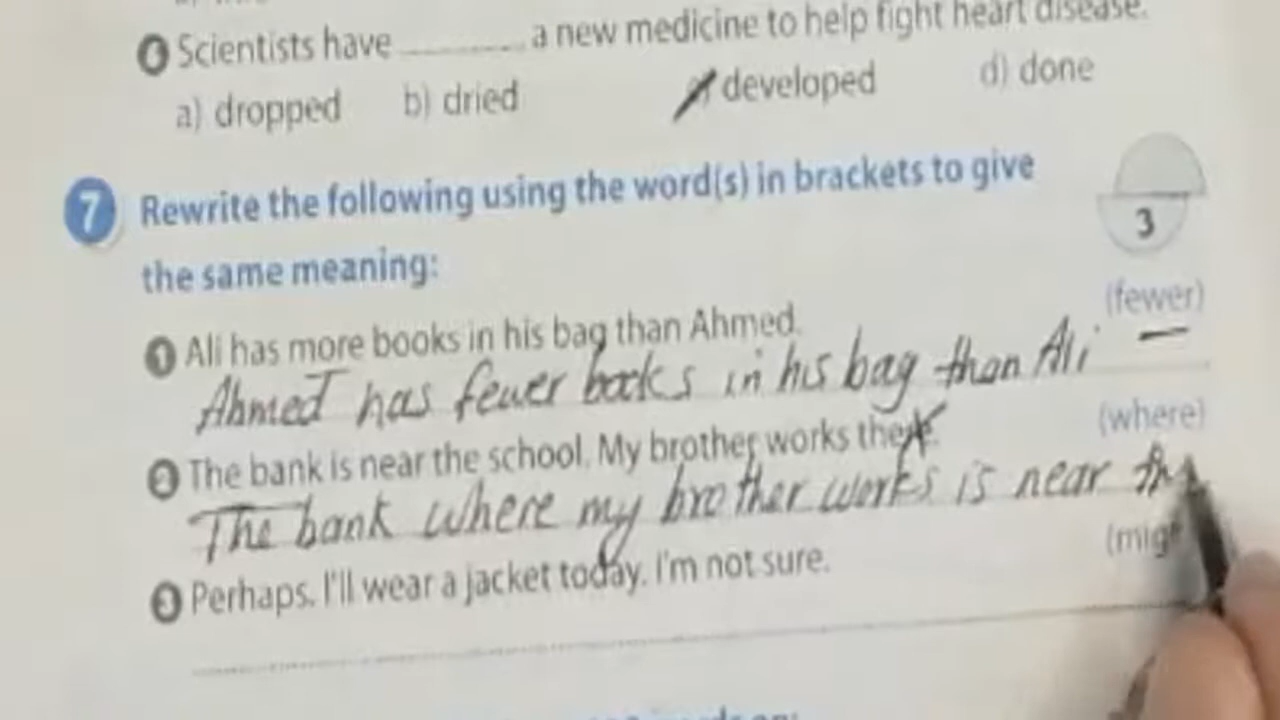 6 Scientists have ........ a new medicine to help fight heart disease.
a) dropped b) dried developed d) done
7 Rewrite the following using the word(s) in brackets to give
the same meaning:
3
1 Ali has more books in his bag than Ahmed. (fewer)
Ahmed has fewer books in his bag than Ali
2 The bank is near the school. My brother works there. (where)
The bank where my brother works is near
3 Perhaps. I'll wear a jacket today. I'm not sure.